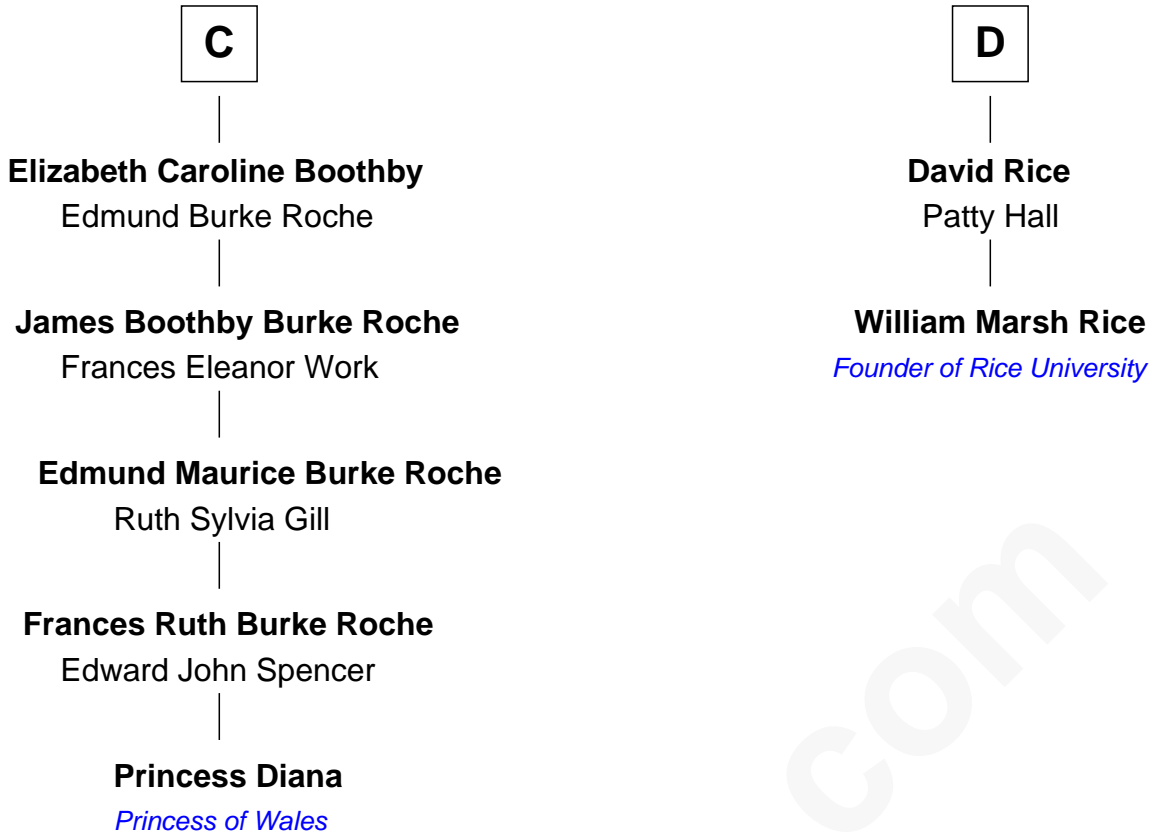 C
Elizabeth Caroline Boothby
Edmund Burke Roche
James Boothby Burke Roche
Frances Eleanor Work
Edmund Maurice Burke Roche
Ruth Sylvia Gill
Frances Ruth Burke Roche
Edward John Spencer
Princess Diana
Princess of Wales
D
David Rice
Patty Hall
William Marsh Rice
Founder of Rice University
com